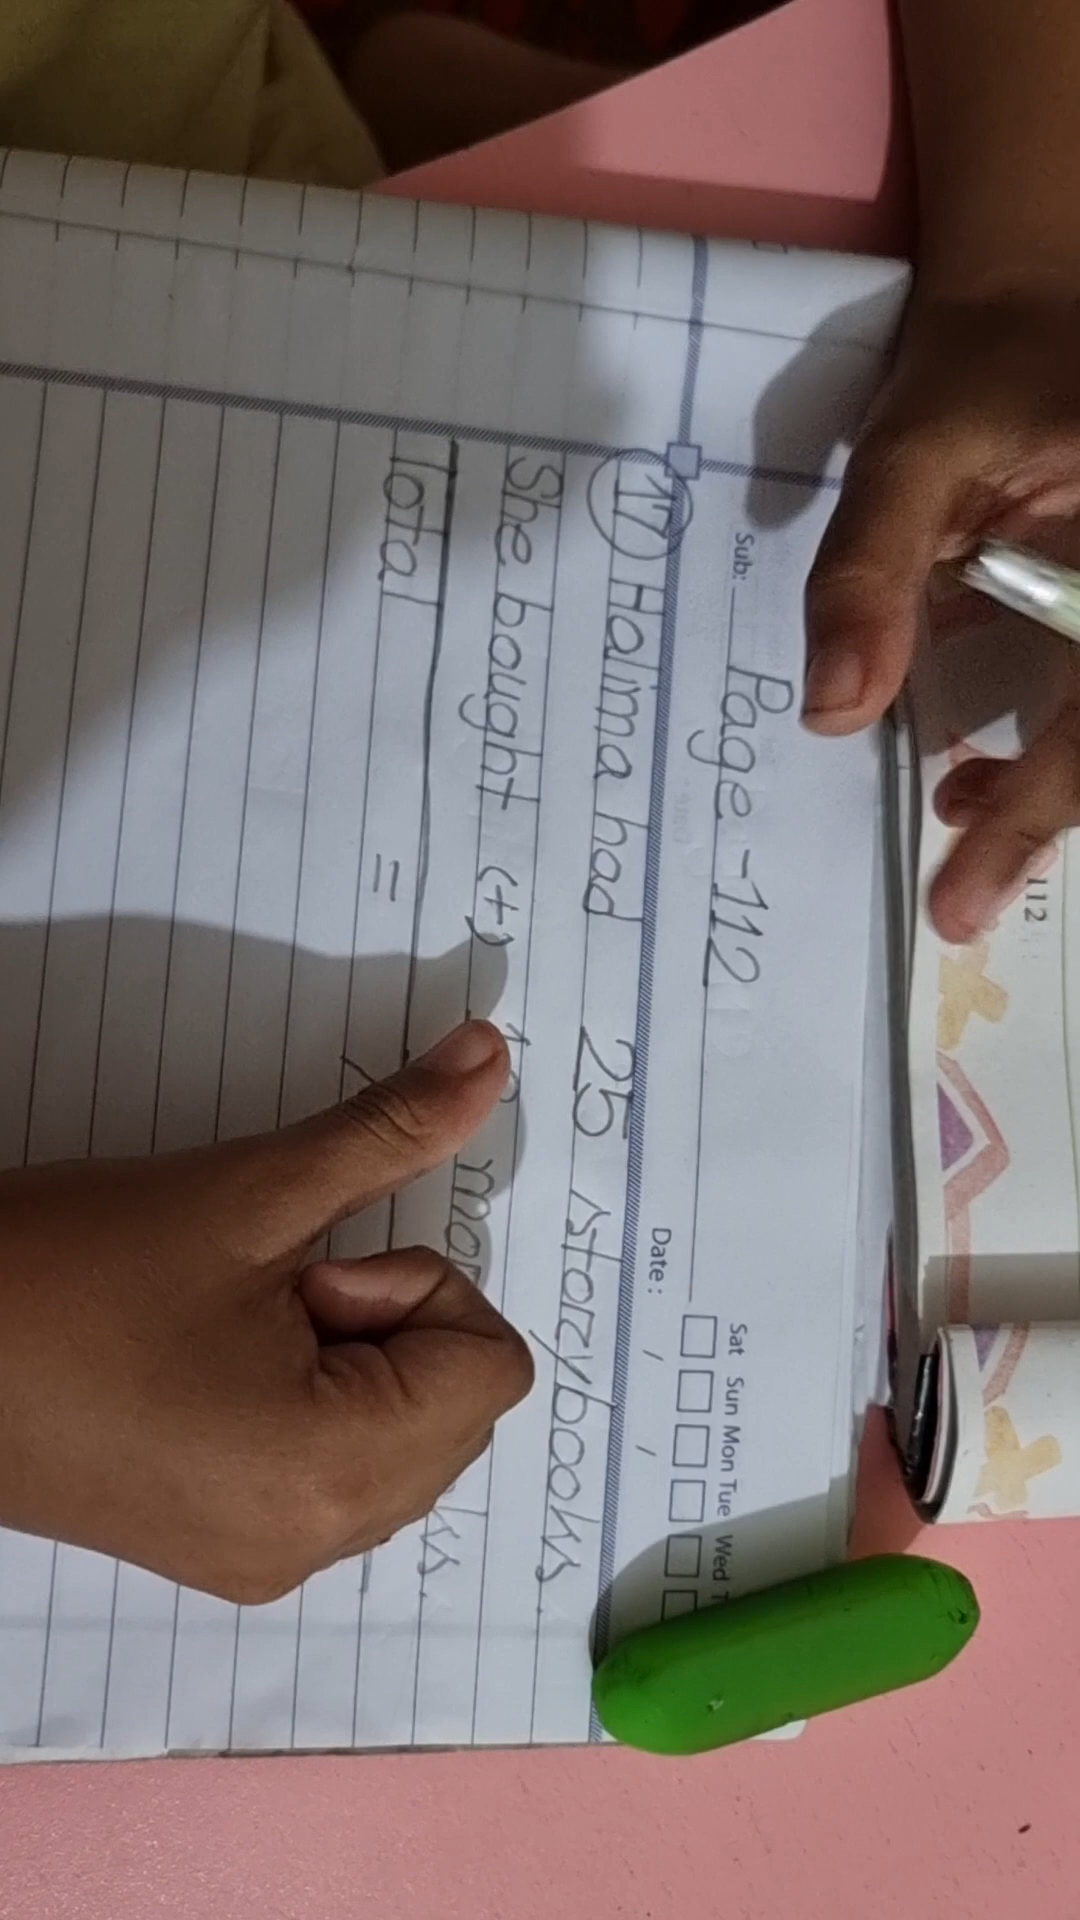 112
Sub: Page-112
Sat Sun Mon Tue Wed
Date: / /
17 Halima had 25 storybooks.
She bought (+)
Total =